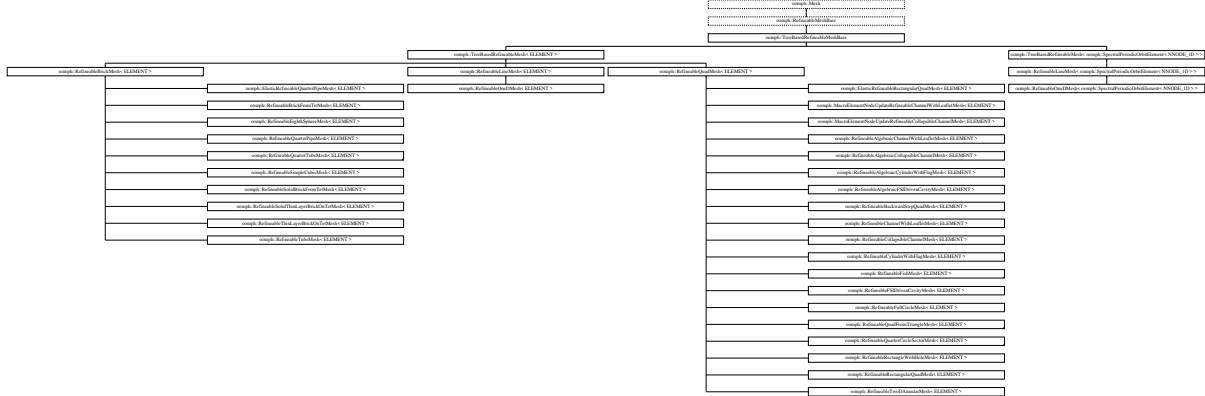 oomph::Mesh
oomph::RefineableMeshBase
oomph::TreeBasedRefineableMeshBase
oomph::TreeBasedRefineableMesh< ELEMENT >
oomph::TreeBasedRefineableMesh< oomph::SpectralPeriodicOrbitElement< NNODE_1D > >
oomph::RefineableBrickMesh< ELEMENT >
oomph::RefineableLineMesh< ELEMENT >
oomph::RefineableQuadMesh< ELEMENT >
oomph::RefineableLineMesh< oomph::SpectralPeriodicOrbitElement< NNODE_1D > >
oomph::ElasticRefineableQuarterPipeMesh< ELEMENT >
oomph::RefineableOneDMesh< ELEMENT >
oomph::ElasticRefineableRectangularQuadMesh< ELEMENT >
oomph::RefineableOneDMesh< oomph::SpectralPeriodicOrbitElement< NNODE_1D > >
oomph::RefineableBrickFromTetMesh< ELEMENT >
oomph::MacroElementNodeUpdateRefineableChannelWithLeafletMesh< ELEMENT >
oomph::RefineableEighthSphereMesh< ELEMENT >
oomph::MacroElementNodeUpdateRefineableCollapsibleChannelMesh< ELEMENT >
oomph::RefineableQuarterPipeMesh< ELEMENT >
oomph::RefineableAlgebraicChannelWithLeafletMesh< ELEMENT >
oomph::RefineableQuarterTubeMesh< ELEMENT >
oomph::RefineableAlgebraicCollapsibleChannelMesh< ELEMENT >
oomph::RefineableSimpleCubicMesh< ELEMENT >
oomph::RefineableAlgebraicCylinderWithFlagMesh< ELEMENT >
oomph::RefineableSolidBrickFromTetMesh< ELEMENT >
oomph::RefineableAlgebraicFSIDrivenCavityMesh< ELEMENT >
oomph::RefineableSolidThinLayerBrickOnTetMesh< ELEMENT >
oomph::RefineableBackwardStepQuadMesh< ELEMENT >
oomph::RefineableThinLayerBrickOnTetMesh< ELEMENT >
oomph::RefineableChannelWithLeafletMesh< ELEMENT >
oomph::RefineableTubeMesh< ELEMENT >
oomph::RefineableCollapsibleChannelMesh< ELEMENT >
oomph::RefineableCylinderWithFlagMesh< ELEMENT >
oomph::RefineableFishMesh< ELEMENT >
oomph::RefineableFSIDrivenCavityMesh< ELEMENT >
oomph::RefineableFullCircleMesh< ELEMENT >
oomph::RefineableQuadFromTriangleMesh< ELEMENT >
oomph::RefineableQuarterCircleSectorMesh< ELEMENT >
oomph::RefineableRectangleWithHoleMesh< ELEMENT >
oomph::RefineableRectangularQuadMesh< ELEMENT >
oomph::RefineableTwoDAnnularMesh< ELEMENT >